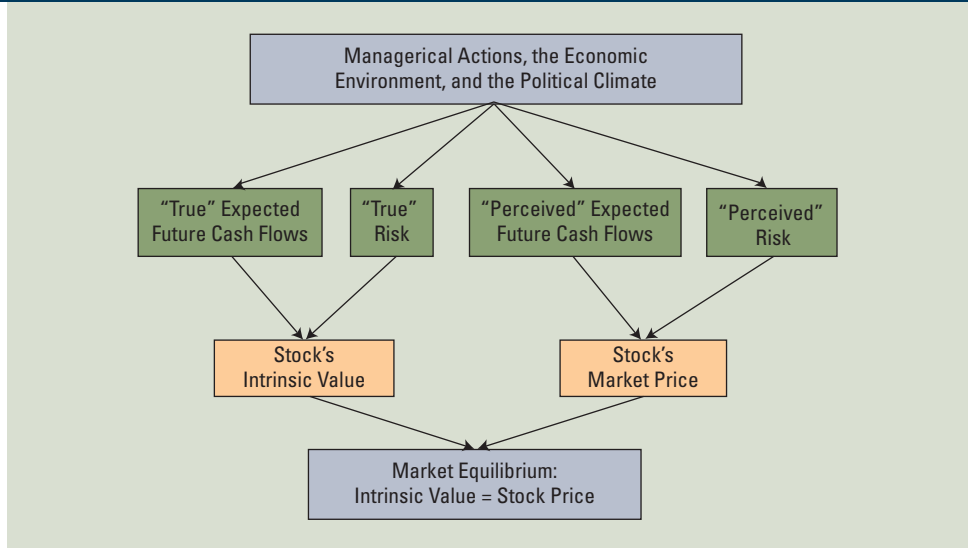 Managerical Actions, the Economic
Environment, and the Political Climate
“True” Expected
Future Cash Flows
“True”
Risk
“Perceived” Expected
Future Cash Flows
“Perceived”
Risk
Stock’s
Intrinsic Value
Stock’s
Market Price
Market Equilibrium:
Intrinsic Value = Stock Price